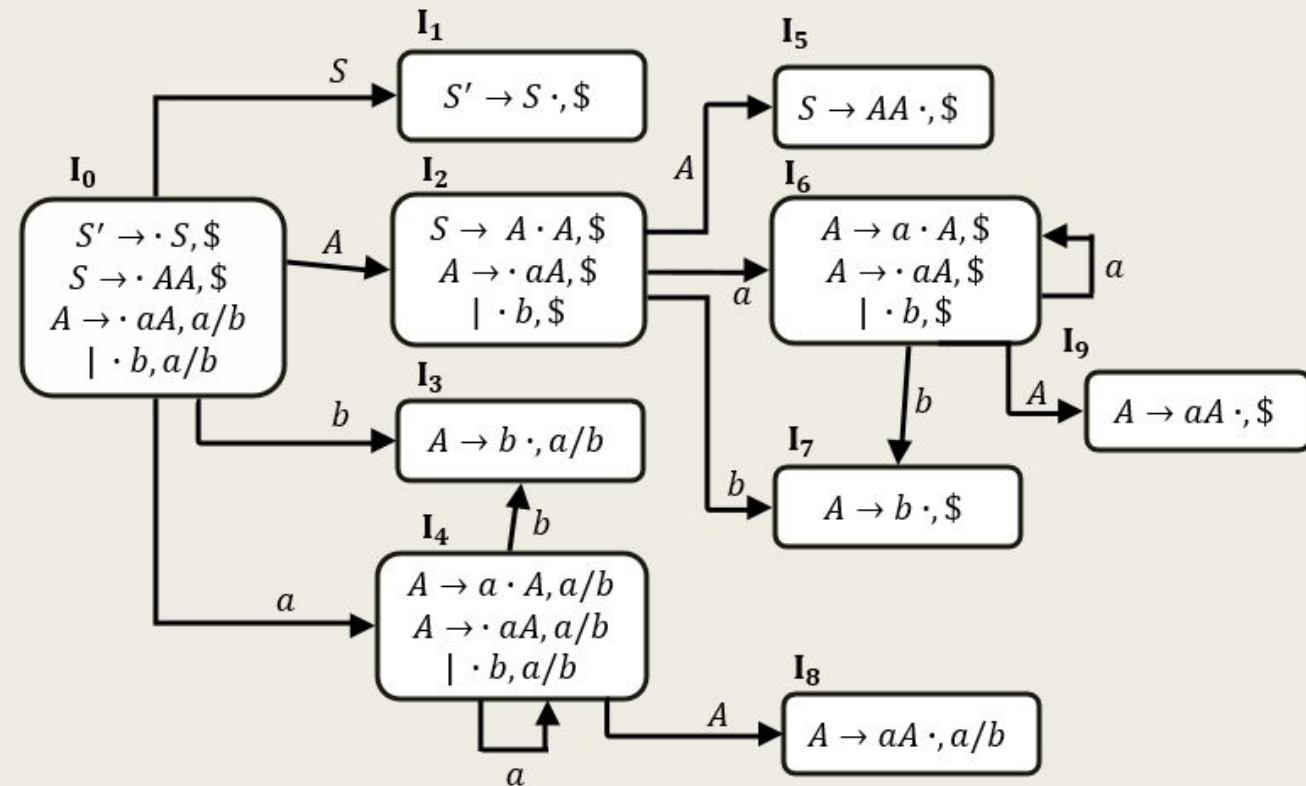 I₁
S
S′ → S ·, $
I₅
S → AA ·, $
I₀
S′ → · S, $
S → · AA, $
A → · aA, a/b
| · b, a/b
A
I₂
S → A · A, $
A → · aA, $
| · b, $
A
a
I₆
A → a · A, $
A → · aA, $
| · b, $
a
I₉
A → aA ·, $
A
b
I₃
A → b ·, a/b
b
b
I₇
A → b ·, $
b
I₄
A → a · A, a/b
A → · aA, a/b
| · b, a/b
a
a
A
I₈
A → aA ·, a/b